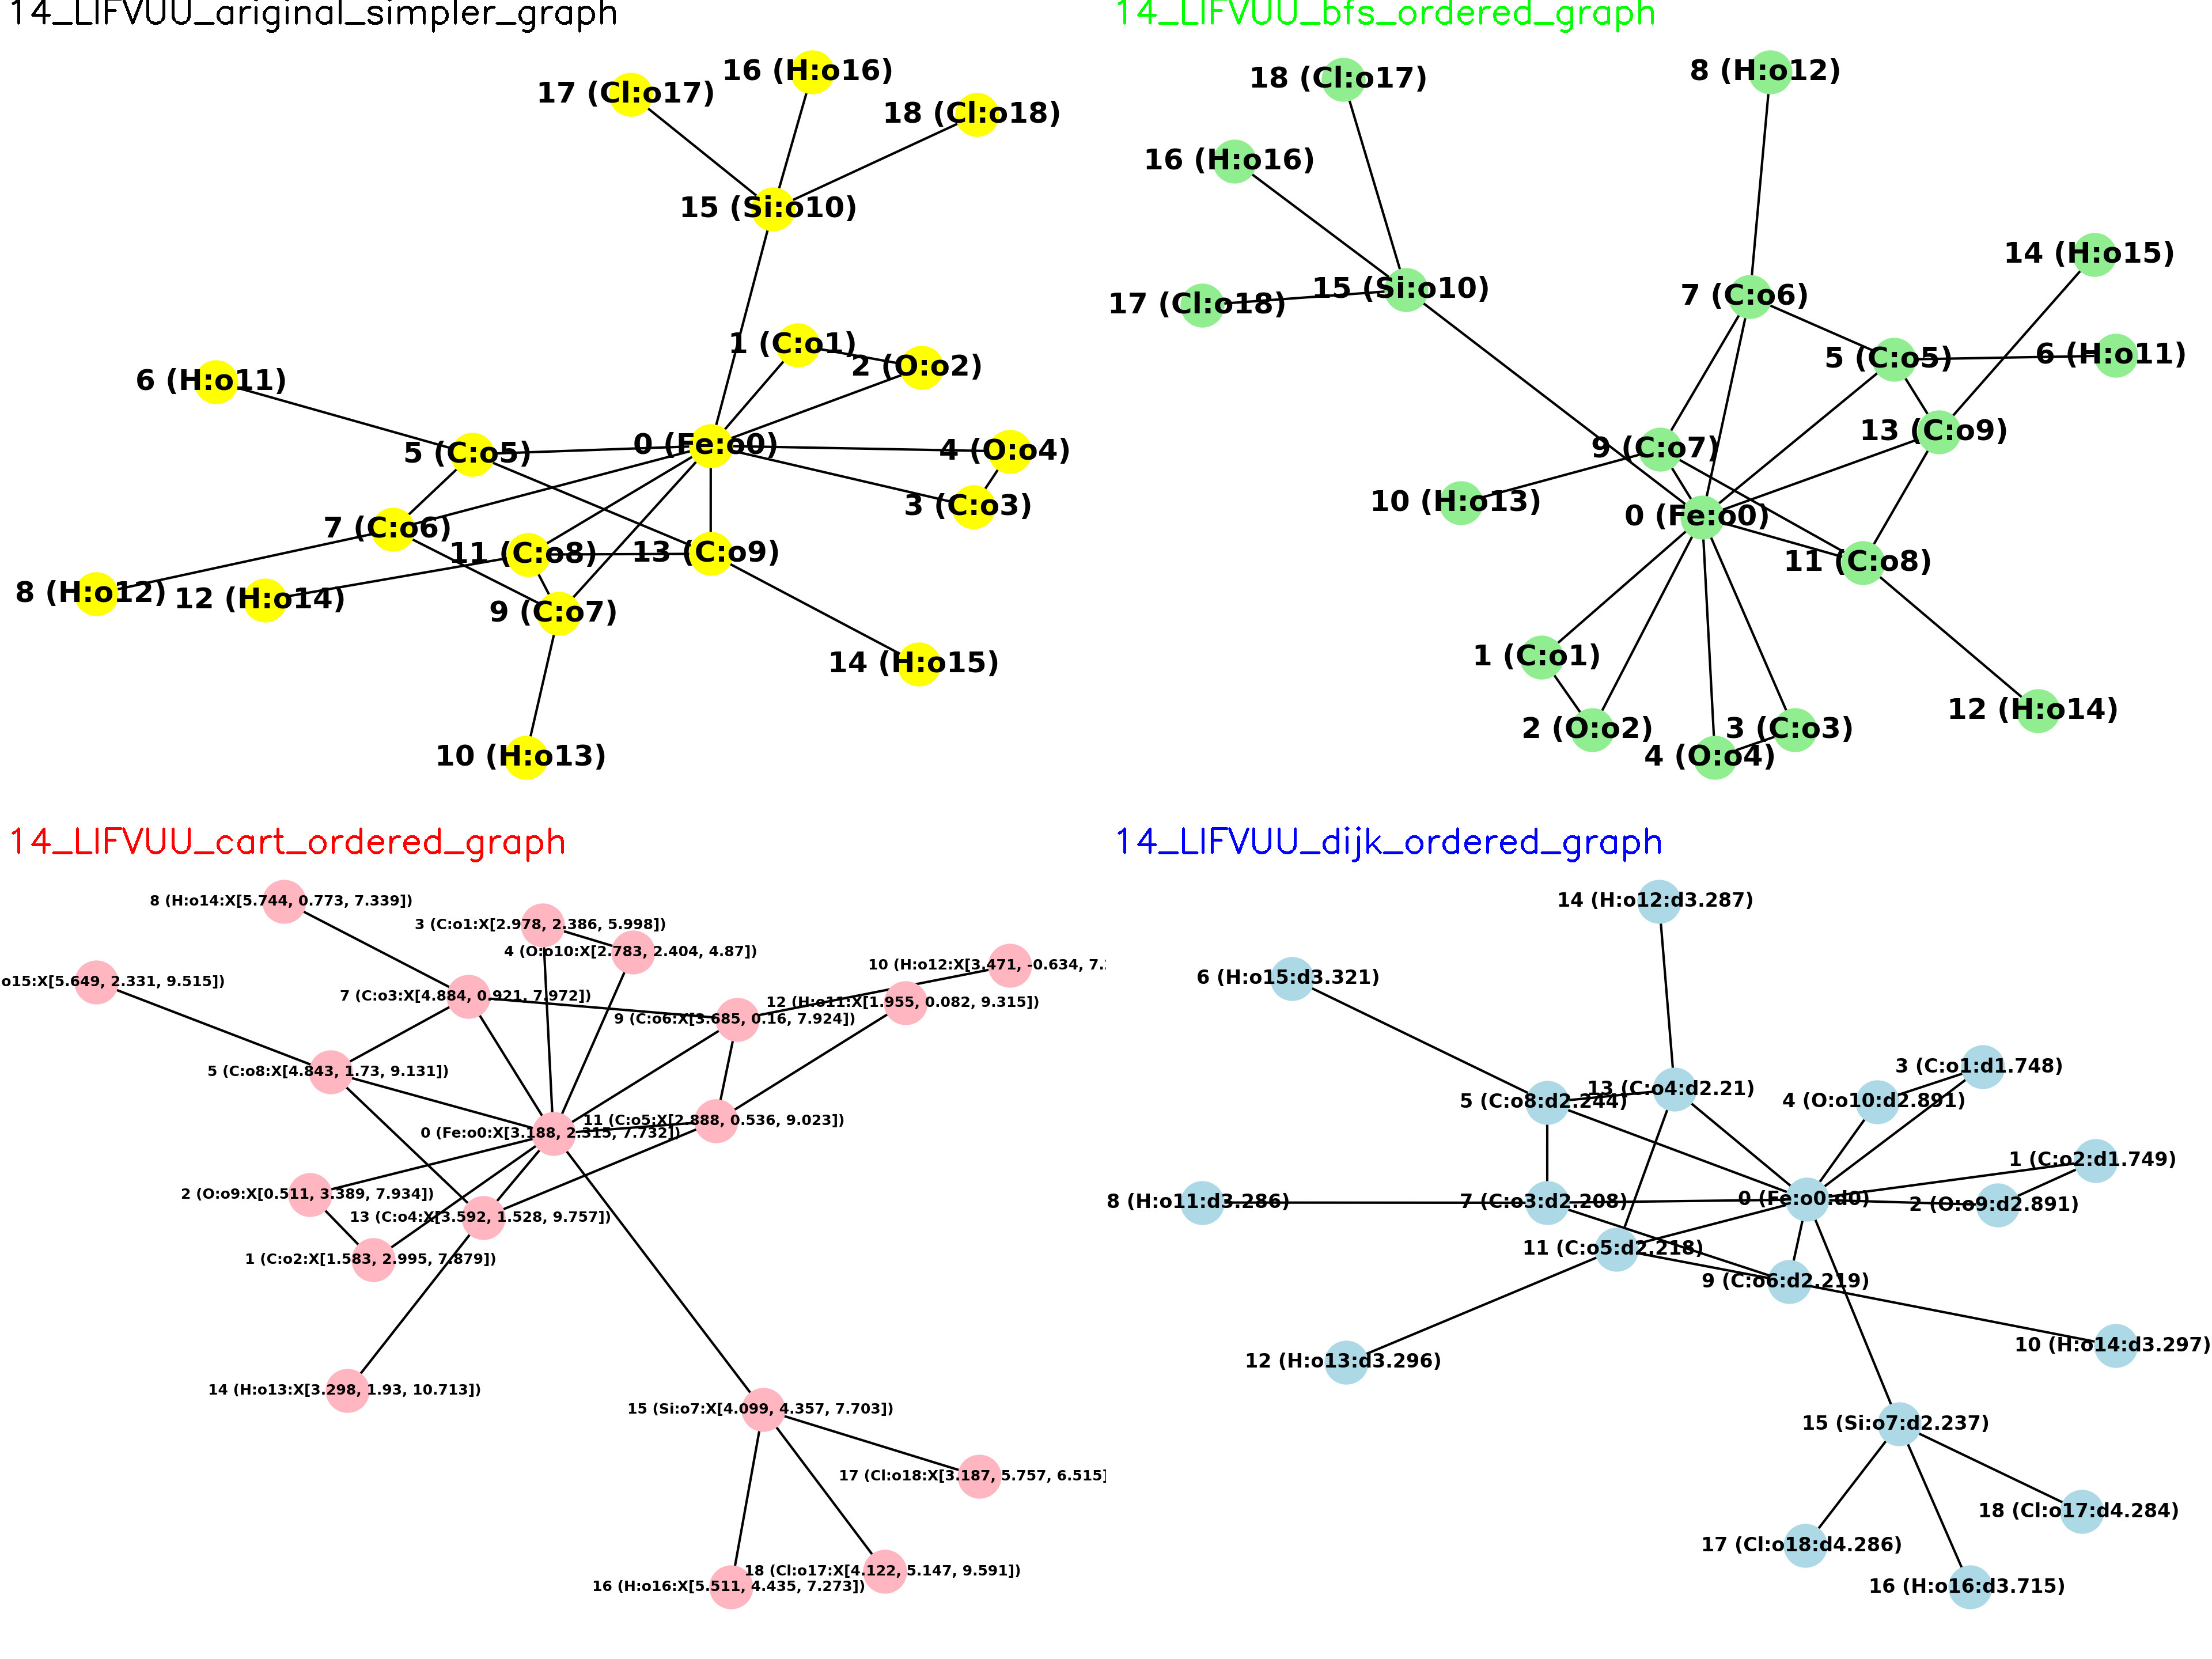 14_LIFVUU_ariginal_simpler_graph
16 (H:o16)
17 (Cl:o17)
18 (Cl:o18)
15 (Si:o10)
1 (C:o1)
2 (O:o2)
6 (H:o11)
0 (Fe:o0)
4 (O:o4)
5 (C:o5)
3 (C:o3)
7 (C:o6)
11 (C:o8)
13 (C:o9)
8 (H:o12)
12 (H:o14)
9 (C:o7)
14 (H:o15)
10 (H:o13)
14_LIFVUU_bfs_ordered_graph
18 (Cl:o17)
8 (H:o12)
16 (H:o16)
14 (H:o15)
15 (Si:o10)
7 (C:o6)
17 (Cl:o18)
5 (C:o5)
6 (H:o11)
13 (C:o9)
9 (C:o7)
10 (H:o13)
0 (Fe:o0)
11 (C:o8)
1 (C:o1)
12 (H:o14)
2 (O:o2)
3 (C:o3)
4 (O:o4)
14_LIFVUU_cart_ordered_graph
8 (H:o14:X[5.744, 0.773, 7.339])
3 (C:o1:X[2.978, 2.386, 5.998])
4 (O:o10:X[2.783, 2.404, 4.87])
10 (H:o12:X[3.471, -0.634, 7.
o15:X[5.649, 2.331, 9.515])
7 (C:o3:X[4.884, 0.921, 7.972])
12 (H:o11:X[1.955, 0.082, 9.315])
9 (C:o6:X[3.685, 0.16, 7.924])
5 (C:o8:X[4.843, 1.73, 9.131])
11 (C:o5:X[2.888, 0.536, 9.023])
0 (Fe:o0:X[3.188, 2.315, 7.732])
2 (O:o9:X[0.511, 3.389, 7.934])
13 (C:o4:X[3.592, 1.528, 9.757])
1 (C:o2:X[1.583, 2.995, 7.879])
14 (H:o13:X[3.298, 1.93, 10.713])
15 (Si:o7:X[4.099, 4.357, 7.703])
17 (Cl:o18:X[3.187, 5.757, 6.515]
18 (Cl:o17:X[4.122, 5.147, 9.591])
16 (H:o16:X[5.511, 4.435, 7.273])
14_LIFVUU_dijk_ordered_graph
14 (H:o12:d3.287)
6 (H:o15:d3.321)
3 (C:o1:d1.748)
13 (C:o4:d2.21)
5 (C:o8:d2.244)
4 (O:o10:d2.891)
1 (C:o2:d1.749)
8 (H:o11:d3.286)
7 (C:o3:d2.208)
0 (Fe:o0:d0)
2 (O:o9:d2.891)
11 (C:o5:d2.218)
9 (C:o6:d2.219)
10 (H:o14:d3.297)
12 (H:o13:d3.296)
15 (Si:o7:d2.237)
18 (Cl:o17:d4.284)
17 (Cl:o18:d4.286)
16 (H:o16:d3.715)